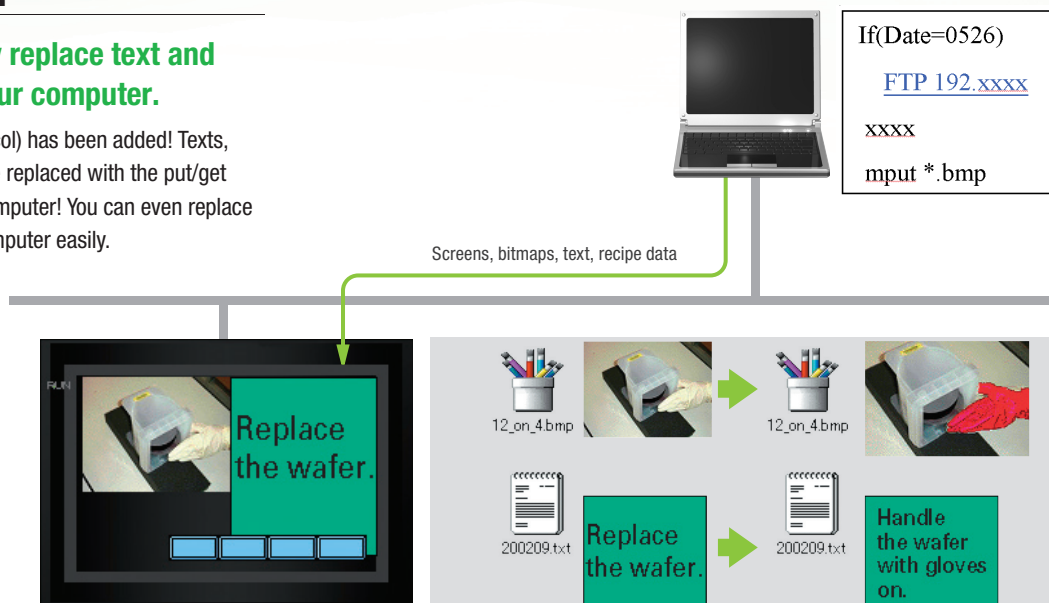 replace text and
ur computer.
col) has been added! Texts,
replaced with the put/get
mputer! You can even replace
mputer easily.
If(Date=0526)
FTP 192.xxxx
xxxx
mput *.bmp
Screens, bitmaps, text, recipe data
RUN
Replace
the wafer.
12_on_4.bmp
12_on_4.bmp
200209.txt
Replace
the wafer.
200209.txt
Handle
the wafer
with gloves
on.